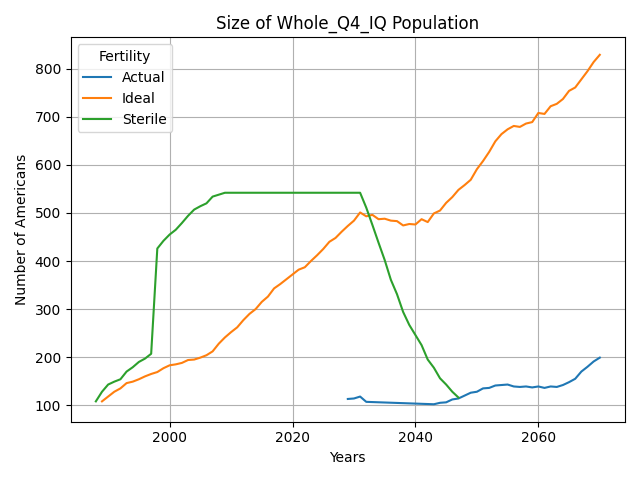 Size of Whole_Q4_IQ Population
Fertility
Actual
Ideal
Sterile
Number of Americans
800
700
600
500
400
300
200
100
2000
2020
2040
2060
Years